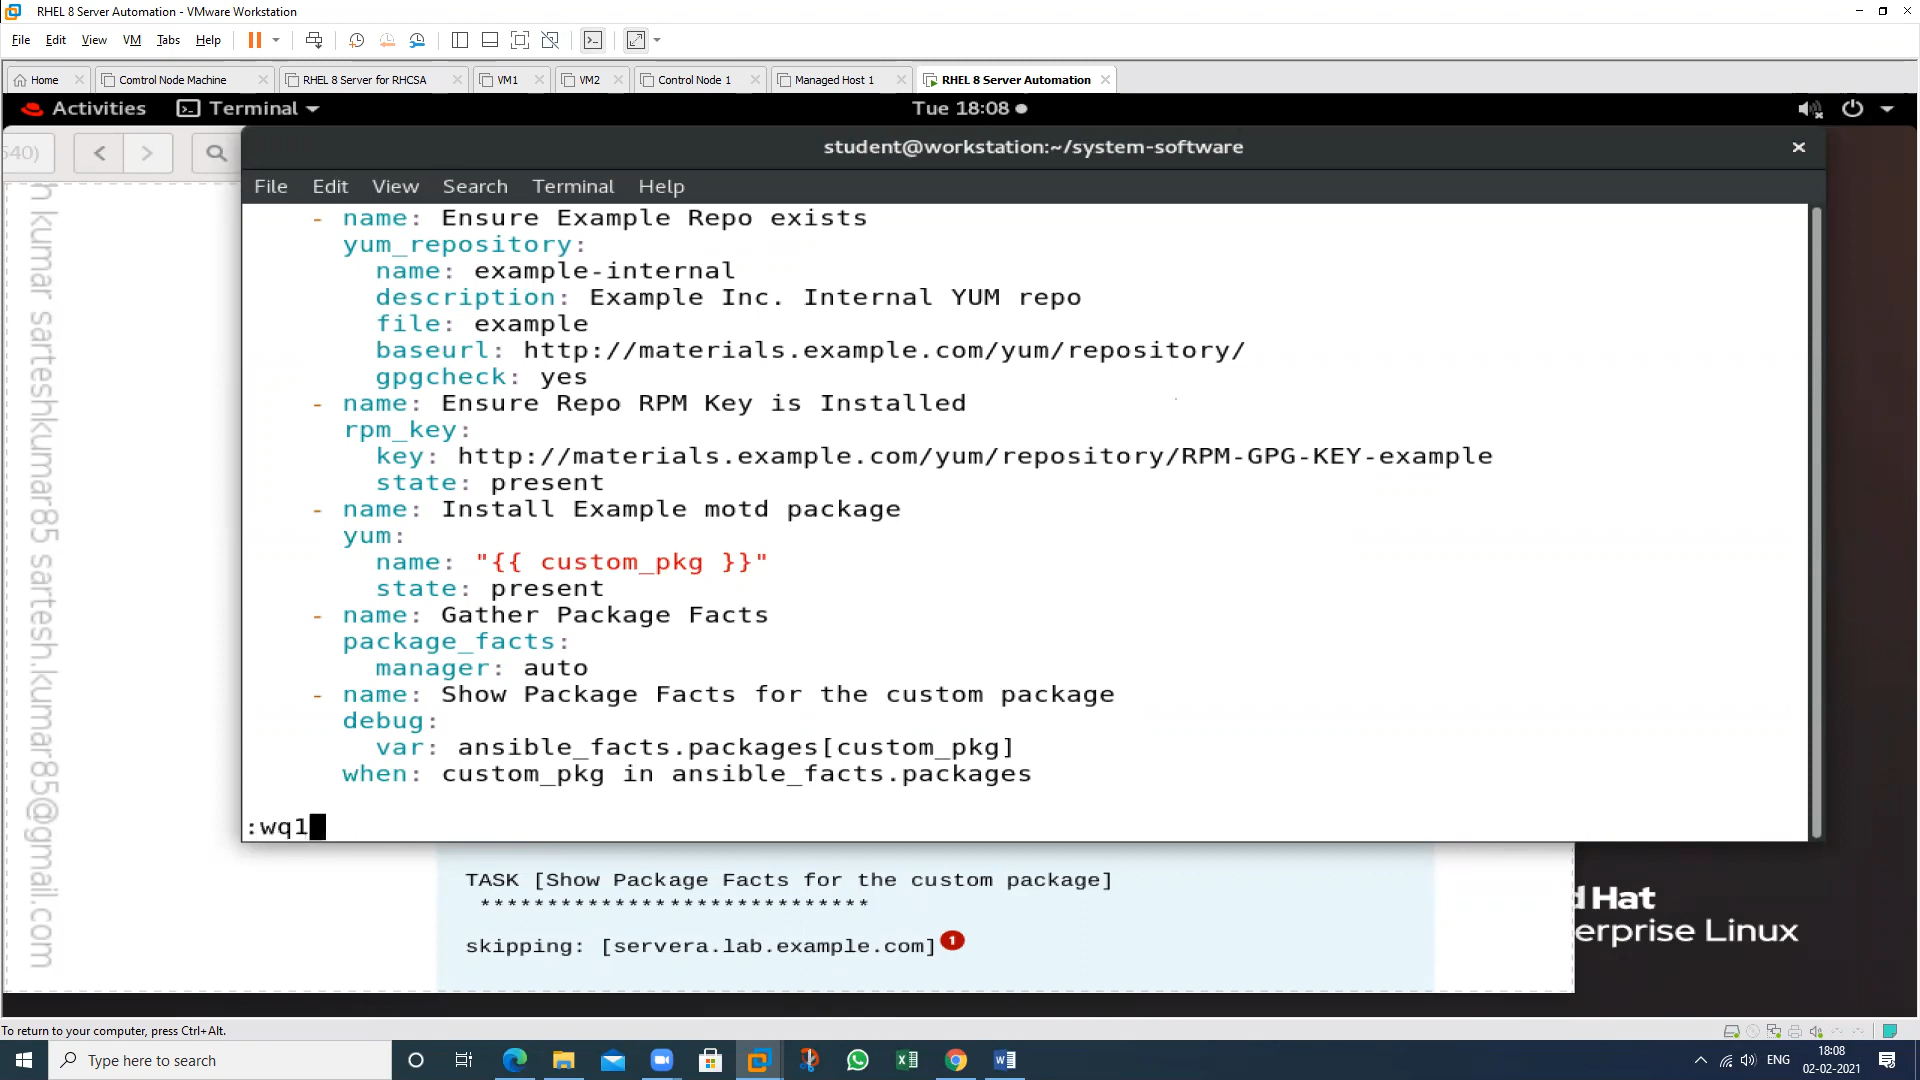 RHEL 8 Server Automation - VMware Workstation
File Edit View VM Tabs Help
Home Comtrol Node Machine RHEL 8 Server for RHCSA VM1 VM2 Control Node 1 Managed Host 1 RHEL 8 Server Automation
Activities Terminal Tue 18:08
540)
student@workstation:~/system-software
File Edit View Search Terminal Help
- name: Ensure Example Repo exists
yum_repository:
name: example-internal
description: Example Inc. Internal YUM repo
file: example
baseurl: http://materials.example.com/yum/repository/
gpgcheck: yes
- name: Ensure Repo RPM Key is Installed
rpm_key:
key: http://materials.example.com/yum/repository/RPM-GPG-KEY-example
state: present
- name: Install Example motd package
yum:
name: "{{ custom_pkg }}"
state: present
- name: Gather Package Facts
package_facts:
manager: auto
- name: Show Package Facts for the custom package
debug:
var: ansible_facts.packages[custom_pkg]
when: custom_pkg in ansible_facts.packages
:wq1
h kumar sarteshkumar85 sartesh.kumar85@gmail.com
TASK [Show Package Facts for the custom package]
*****************************
skipping: [servera.lab.example.com] 1
d Hat
erprise Linux
To return to your computer, press Ctrl+Alt.
Type here to search
ENG
18:08
02-02-2021